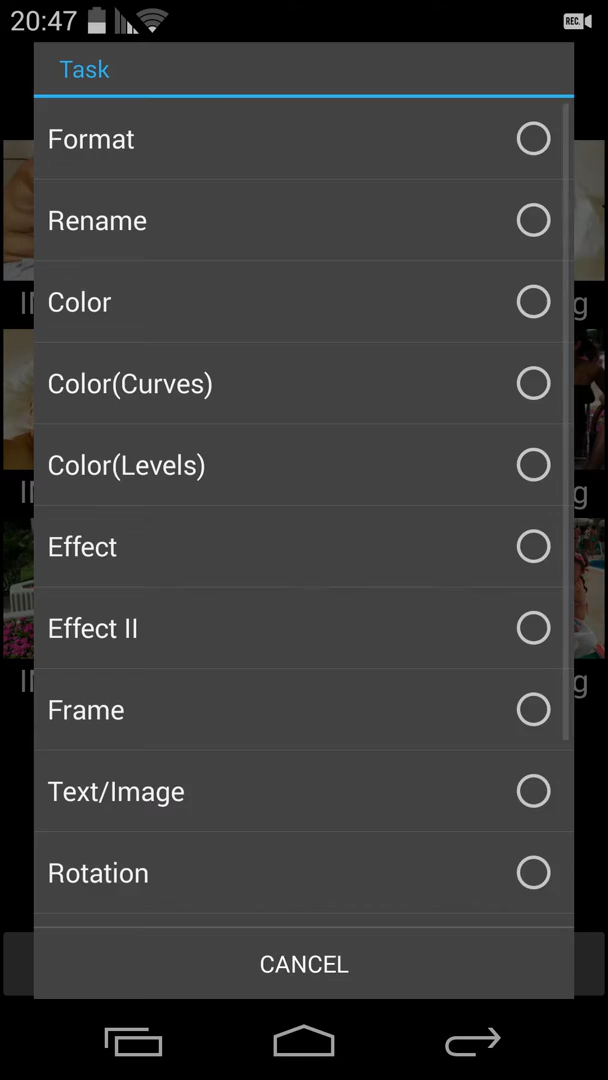 20:47
REC.
Task
Format
Rename
Color
Color(Curves)
Color(Levels)
Effect
Effect II
Frame
Text/Image
Rotation
CANCEL